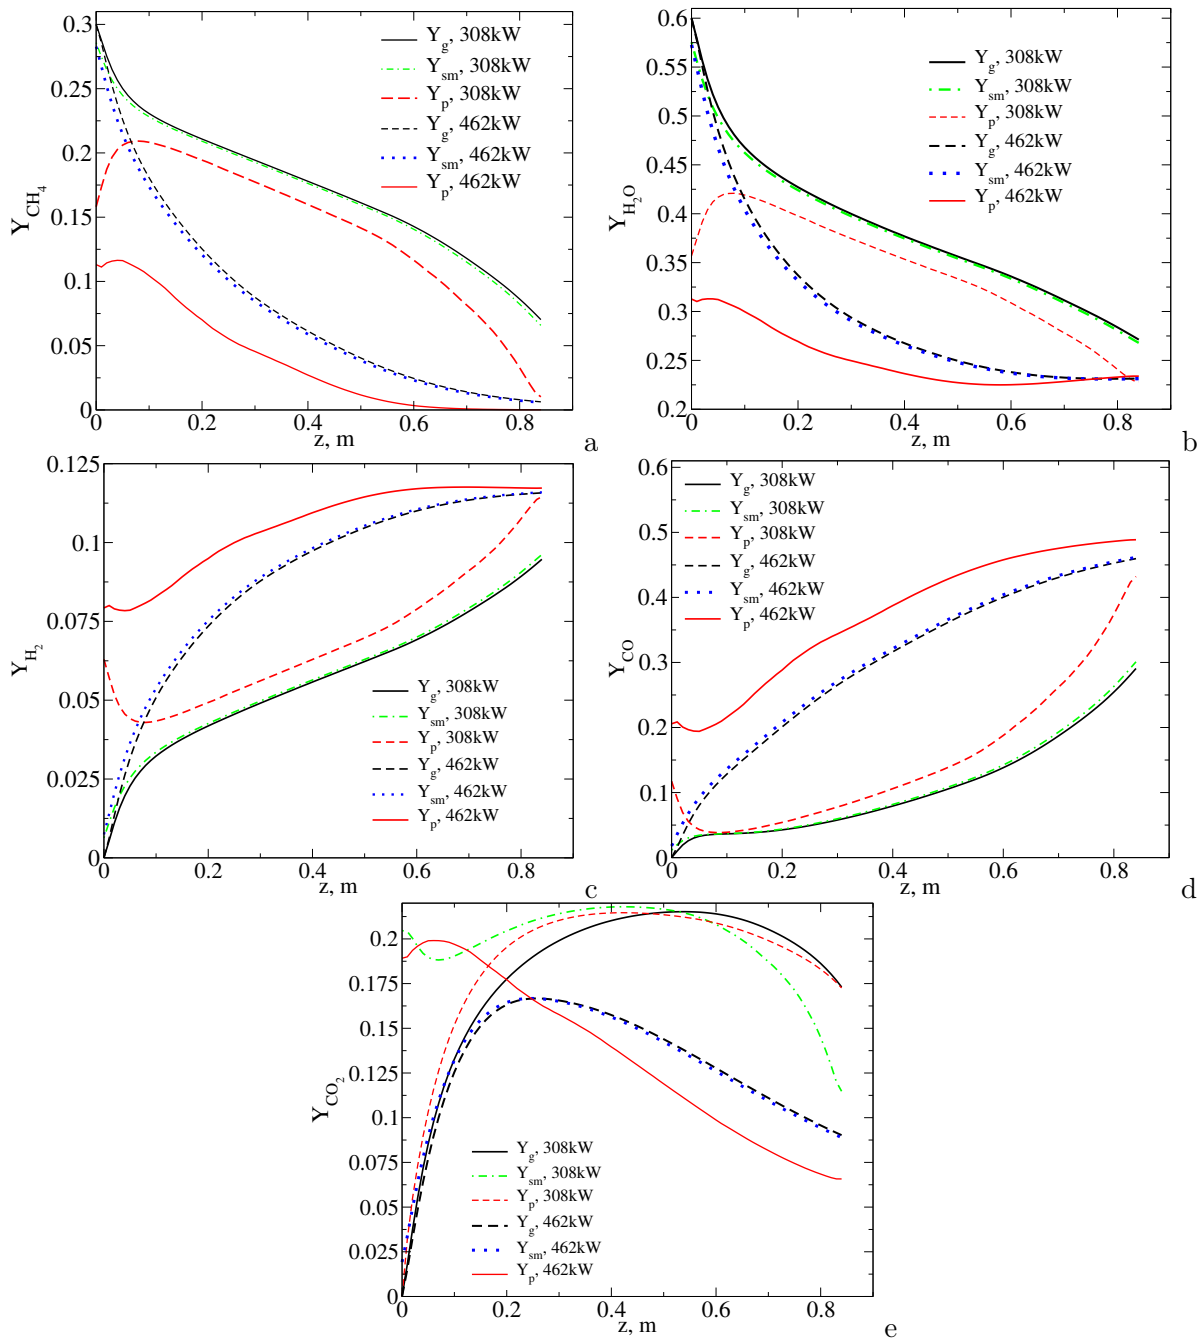 0.3
0.25
0.2
0.15
0.1
0.05
0
Y_CH4
0
0.2
0.4
0.6
0.8
z, m
a
Y_g, 308kW
Y_sm, 308kW
Y_p, 308kW
Y_g, 462kW
Y_sm, 462kW
Y_p, 462kW
0.6
0.55
0.5
0.45
0.4
0.35
0.3
0.25
0.2
Y_H2O
0
0.2
0.4
0.6
0.8
z, m
b
Y_g, 308kW
Y_sm, 308kW
Y_p, 308kW
Y_g, 462kW
Y_sm, 462kW
Y_p, 462kW
0.125
0.1
0.075
0.05
0.025
0
Y_H2
0
0.2
0.4
0.6
0.8
z, m
c
Y_g, 308kW
Y_sm, 308kW
Y_p, 308kW
Y_g, 462kW
Y_sm, 462kW
Y_p, 462kW
0.6
0.5
0.4
0.3
0.2
0.1
0
Y_CO
0
0.2
0.4
0.6
0.8
z, m
d
Y_g, 308kW
Y_sm, 308kW
Y_p, 308kW
Y_g, 462kW
Y_sm, 462kW
Y_p, 462kW
0.2
0.175
0.15
0.125
0.1
0.075
0.05
0.025
0
Y_CO2
0
0.2
0.4
0.6
0.8
z, m
e
Y_g, 308kW
Y_sm, 308kW
Y_p, 308kW
Y_g, 462kW
Y_sm, 462kW
Y_p, 462kW